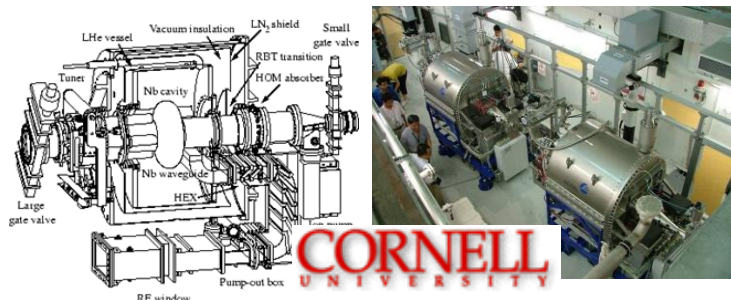 Vacuum insulation
LN2 shield
Small
gate valve
LHe vessel
RBT transition
Tuner
HOM absorber
Nb cavity
Nb waveguide
HEX
Large
gate valve
Pump-out box
RF window
CORNELL
UNIVERSITY